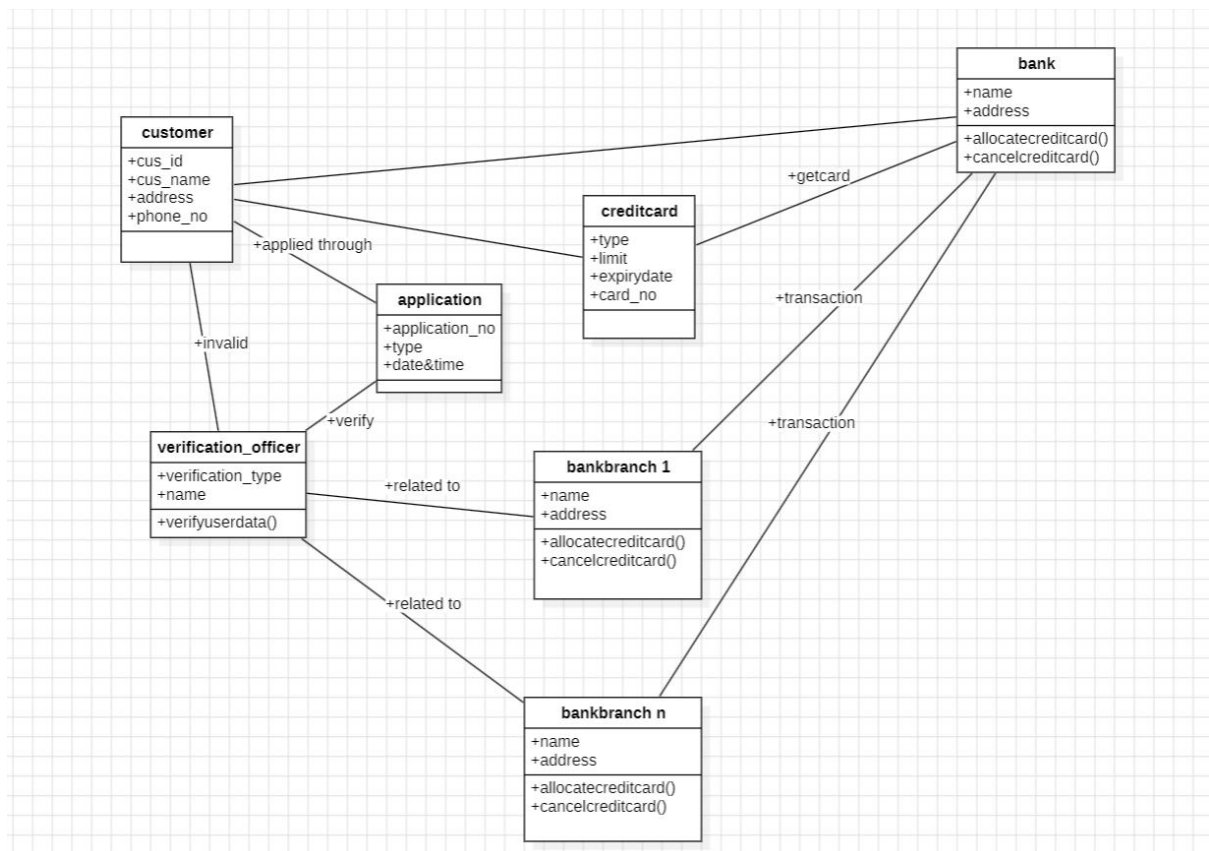 bank
+name
+address
+allocatecreditcard()
+cancelcreditcard()
customer
+cus_id
+cus_name
+address
+phone_no
+getcard
creditcard
+type
+limit
+expirydate
+card_no
+applied through
application
+application_no
+type
+date&time
+transaction
+invalid
+verify
+transaction
verification_officer
+verification_type
+name
+verifyuserdata()
+related to
bankbranch 1
+name
+address
+allocatecreditcard()
+cancelcreditcard()
+related to
bankbranch n
+name
+address
+allocatecreditcard()
+cancelcreditcard()